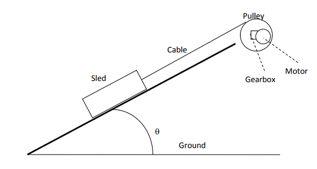 Pulley
Cable
Sled
Motor
Gearbox
θ
Ground